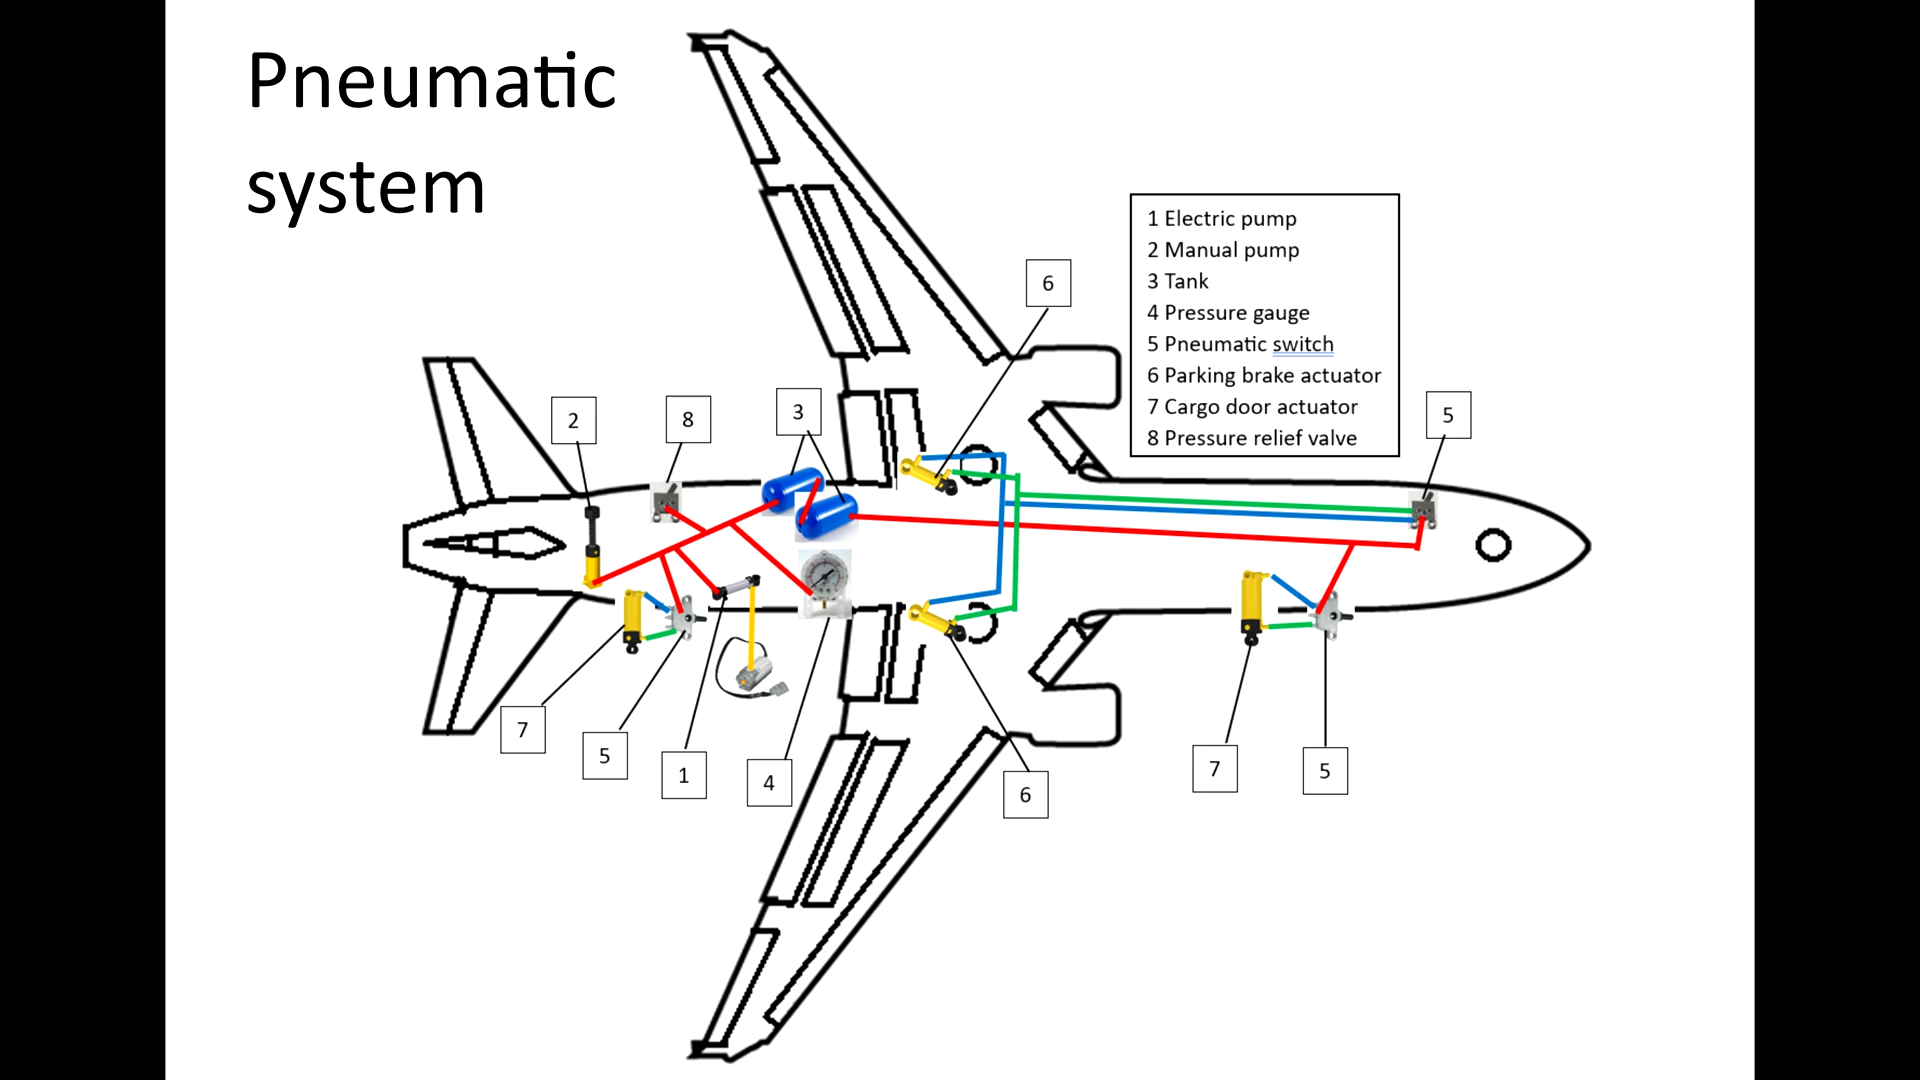 Pneumatic
system
1 Electric pump
2 Manual pump
3 Tank
4 Pressure gauge
5 Pneumatic switch
6 Parking brake actuator
7 Cargo door actuator
8 Pressure relief valve
6
2
8
3
5
7
5
1
4
6
7
5